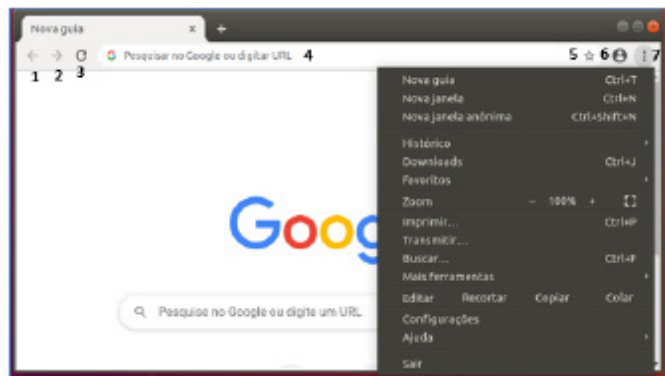 Nova guia x +
Pesquisar no Google ou digitar URL 4 5 6 7
1 2 3
Nova guia Ctrl+T
Nova janela Ctrl+N
Nova janela anônima Ctrl+Shift+N
Histórico
Downloads Ctrl+J
Favoritos
Zoom - 100% +
Imprimir... Ctrl+P
Transmitir...
Buscar... Ctrl+F
Mais ferramentas
Editar Recortar Copiar Colar
Configurações
Ajuda
Sair
Goog
Pesquise no Google ou digite um URL